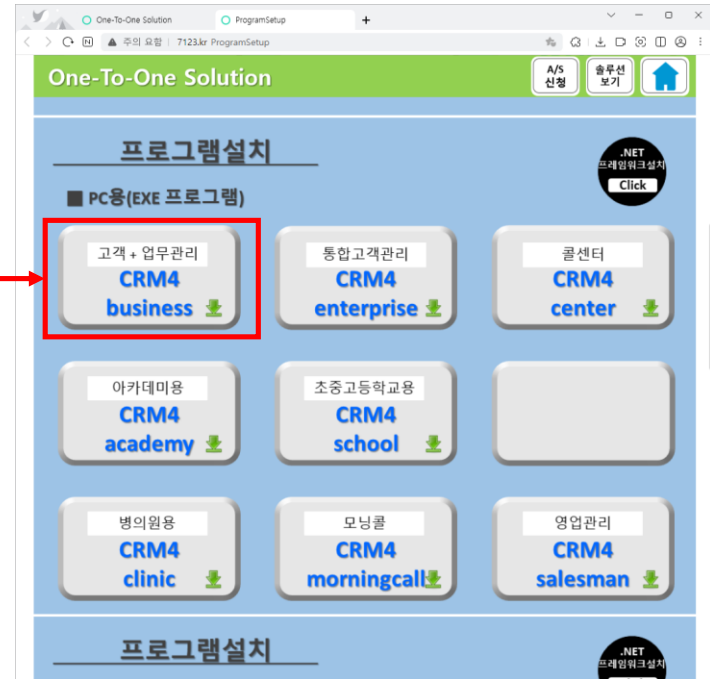 One-To-One Solution
ProgramSetup
주의 요함
7123.kr ProgramSetup
One-To-One Solution
A/S
신청
솔루션
보기
프로그램설치
.NET
프레임워크설치
Click
■ PC용(EXE 프로그램)
고객 + 업무관리
CRM4
business
통합고객관리
CRM4
enterprise
콜센터
CRM4
center
아카데미용
CRM4
academy
초중고등학교용
CRM4
school
병의원용
CRM4
clinic
모닝콜
CRM4
morningcall
영업관리
CRM4
salesman
프로그램설치
.NET
프레임워크설치